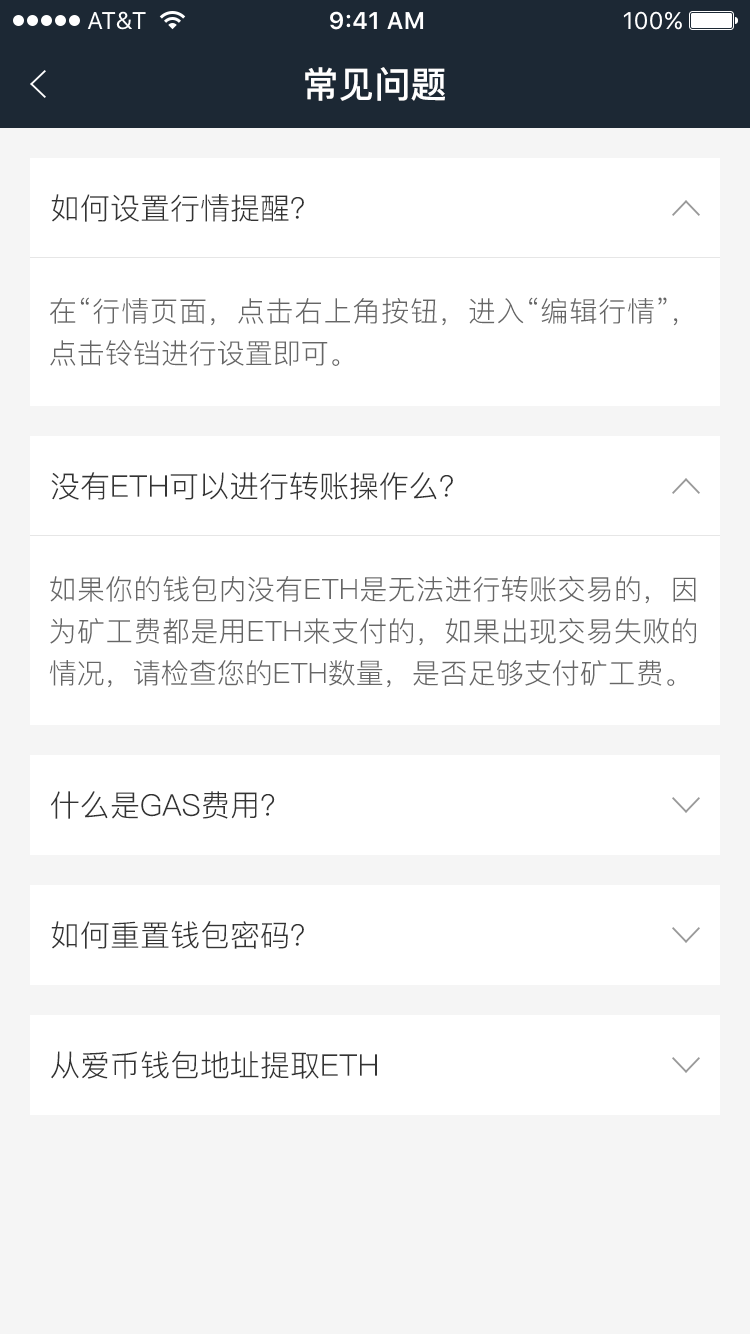 AT&T 9:41 AM 100%
常见问题
如何设置行情提醒?
在“行情页面，点击右上角按钮，进入“编辑行情”，
点击铃铛进行设置即可。
没有ETH可以进行转账操作么?
如果你的钱包内没有ETH是无法进行转账交易的，因
为矿工费都是用ETH来支付的，如果出现交易失败的
情况，请检查您的ETH数量，是否足够支付矿工费。
什么是GAS费用?
如何重置钱包密码?
从爱币钱包地址提取ETH